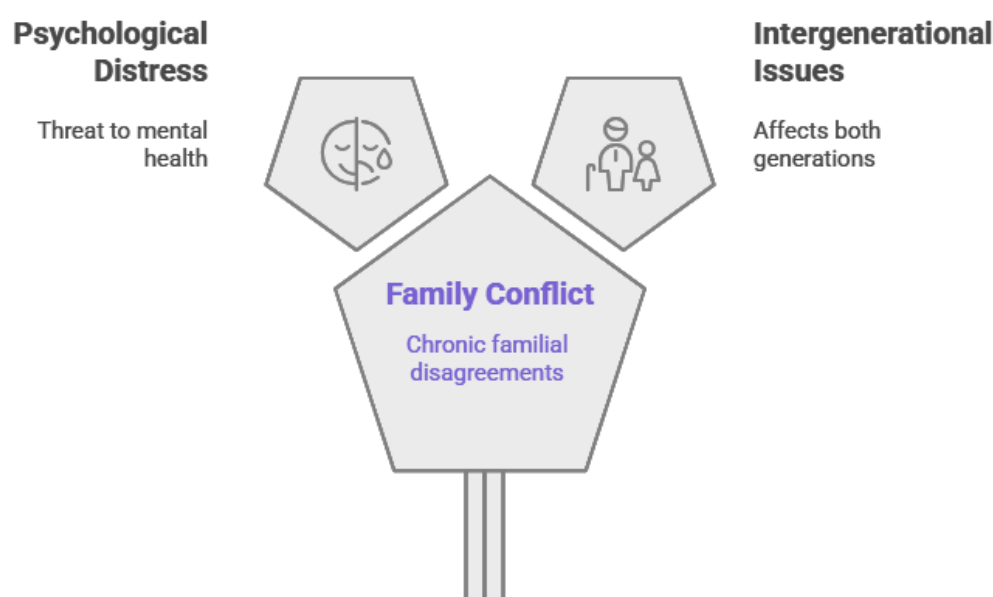 Psychological
Distress
Threat to mental
health
Intergenerational
Issues
Affects both
generations
Family Conflict
Chronic familial
disagreements